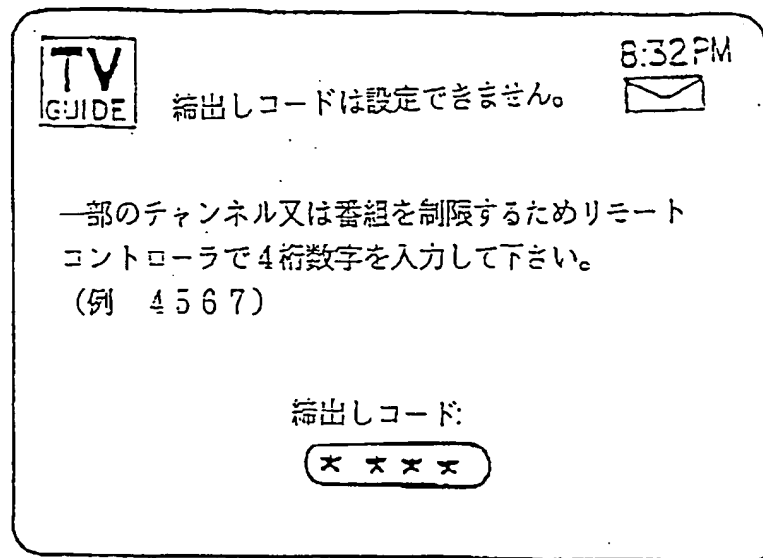 TV
GUIDE
8:32PM
締出しコードは設定できません。
一部のチャンネル又は番組を制限するためリモート
コントローラで4桁数字を入力して下さい。
(例 4567)
締出しコード:
* * * *